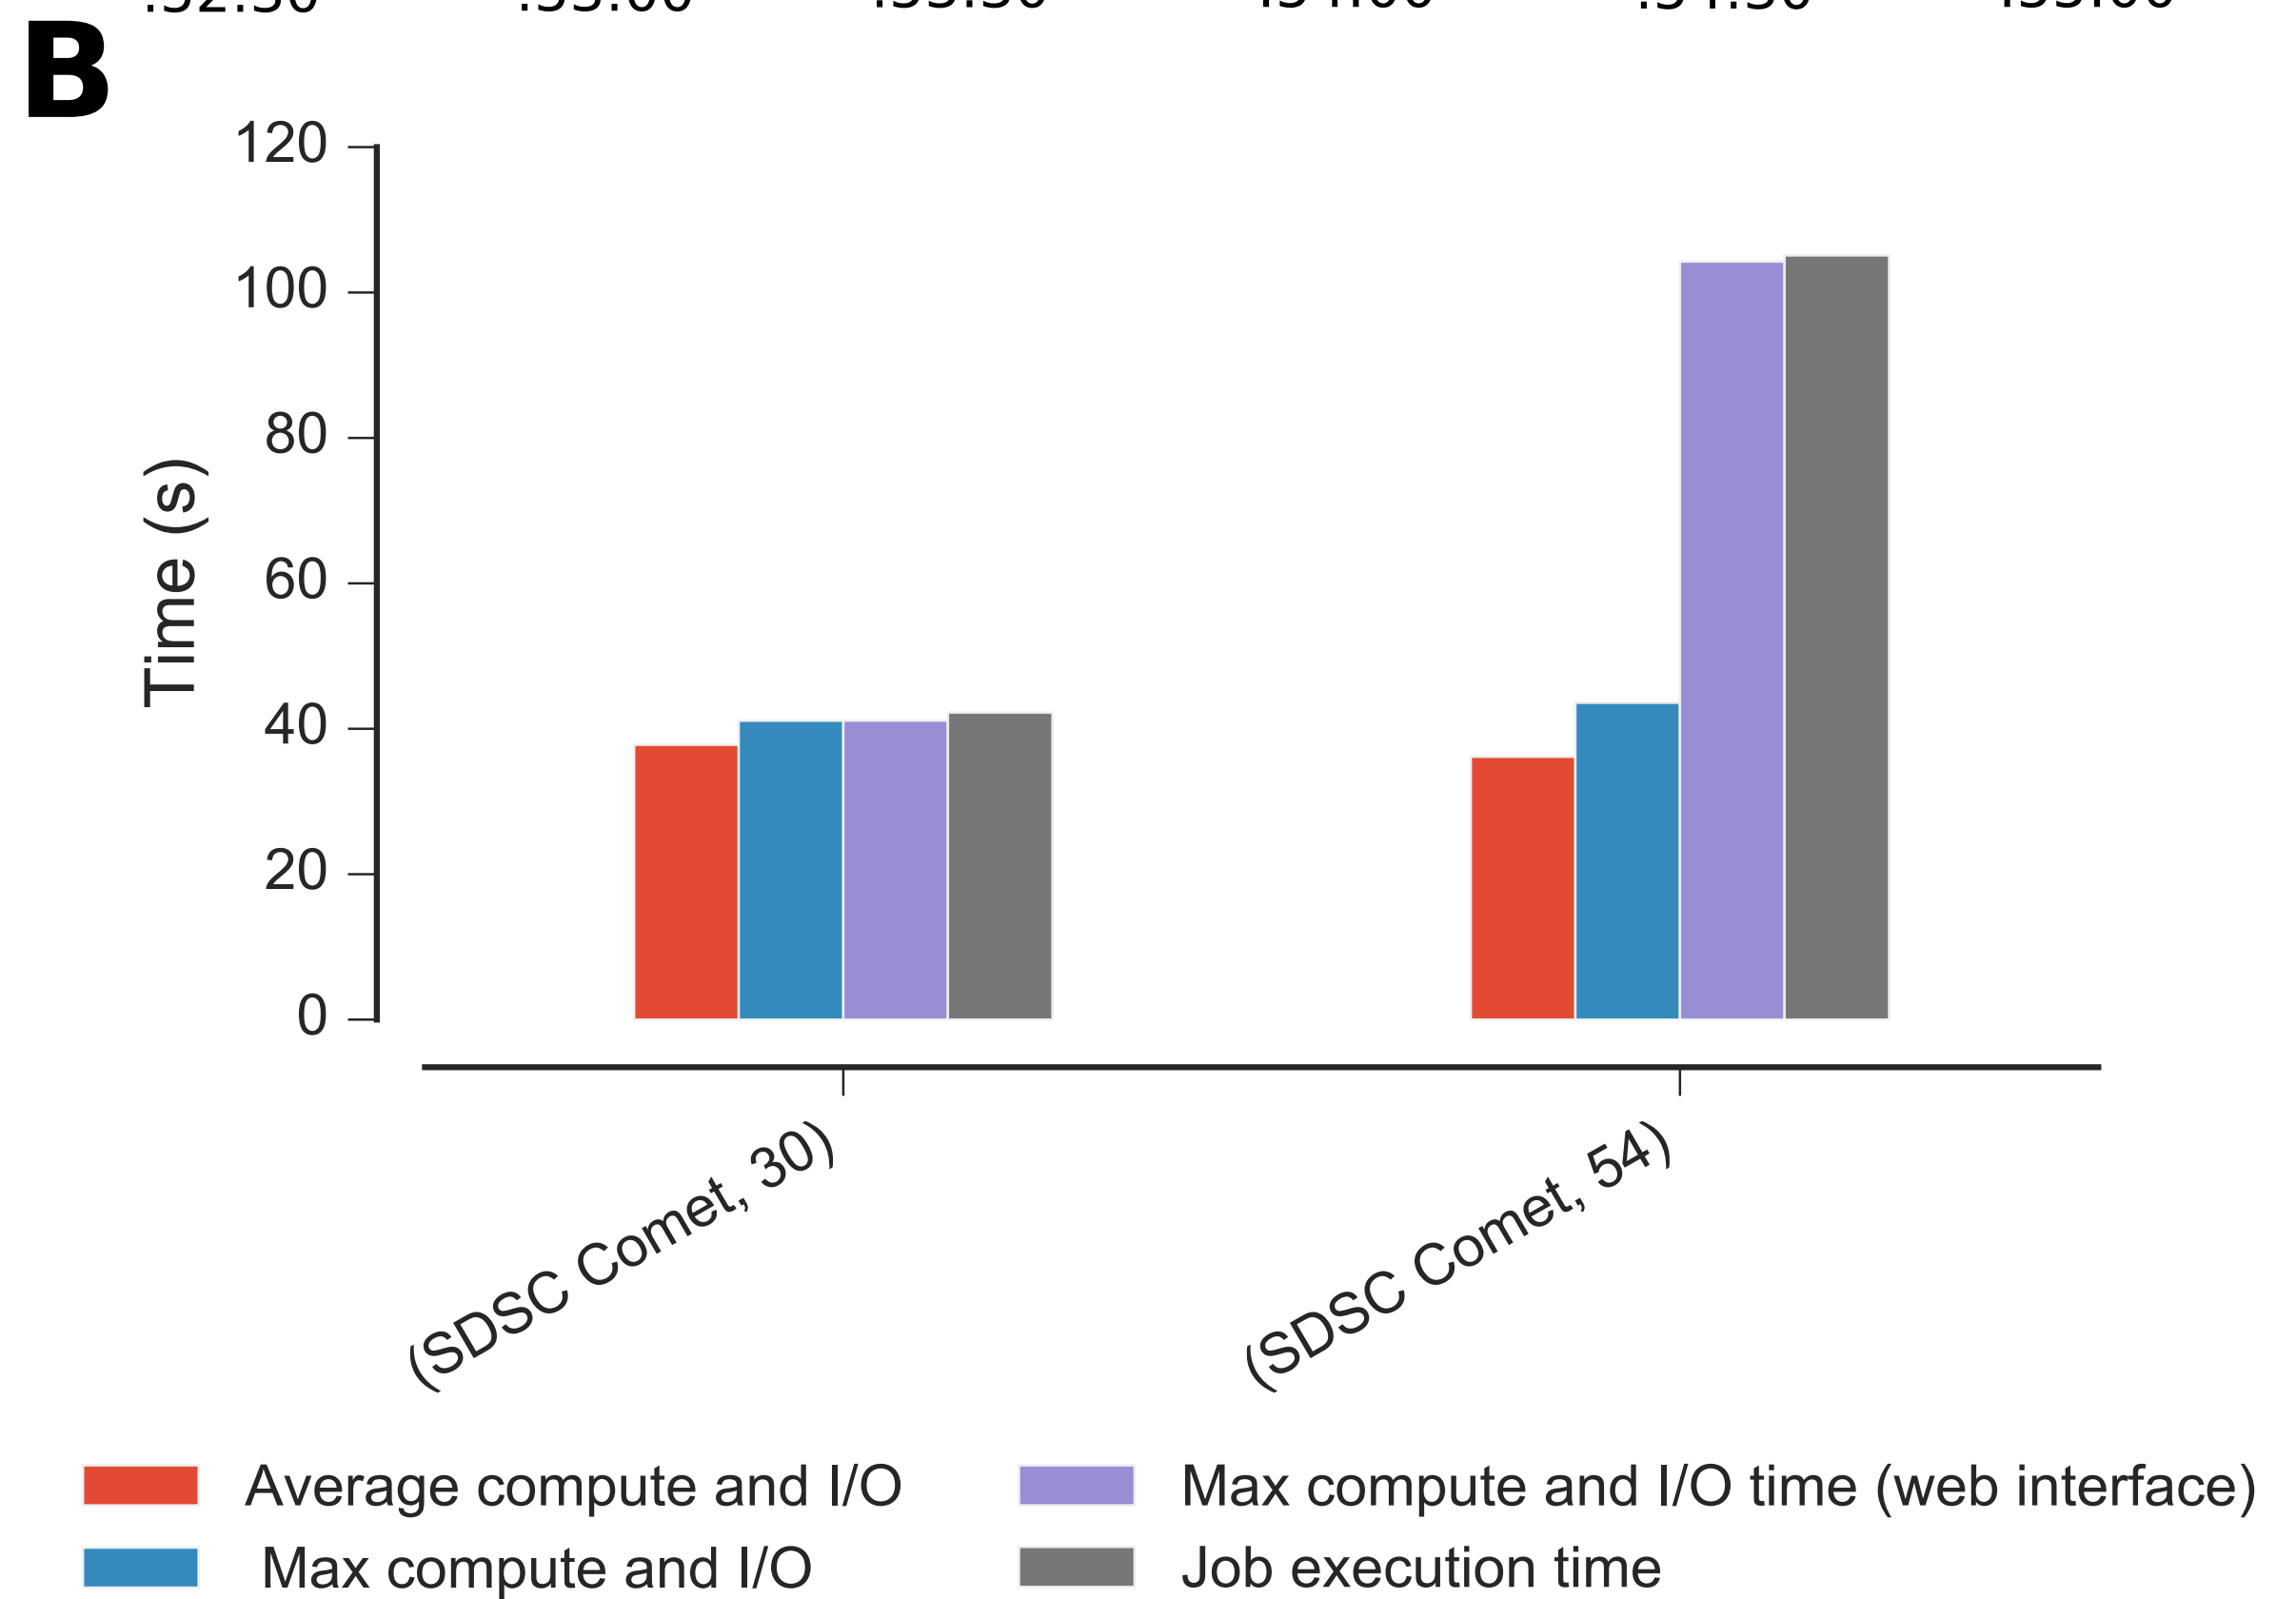 B
120
100
80
60
40
20
0
Time (s)
(SDSC Comet, 30)
(SDSC Comet, 54)
Average compute and I/O
Max compute and I/O time (web interface)
Max compute and I/O
Job execution time